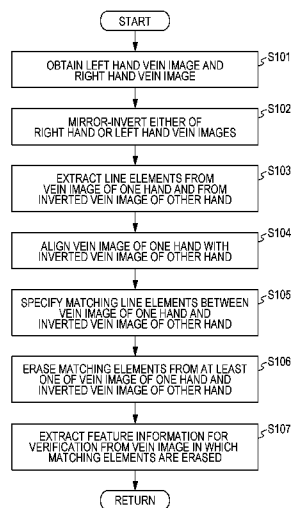 START
S101
OBTAIN LEFT HAND VEIN IMAGE AND
RIGHT HAND VEIN IMAGE
S102
MIRROR-INVERT EITHER OF
RIGHT HAND OR LEFT HAND VEIN IMAGES
S103
EXTRACT LINE ELEMENTS FROM
VEIN IMAGE OF ONE HAND AND FROM
INVERTED VEIN IMAGE OF OTHER HAND
S104
ALIGN VEIN IMAGE OF ONE HAND WITH
INVERTED VEIN IMAGE OF OTHER HAND
S105
SPECIFY MATCHING LINE ELEMENTS BETWEEN
VEIN IMAGE OF ONE HAND AND
INVERTED VEIN IMAGE OF OTHER HAND
S106
ERASE MATCHING ELEMENTS FROM AT LEAST
ONE OF VEIN IMAGE OF ONE HAND AND
INVERTED VEIN IMAGE OF OTHER HAND
S107
EXTRACT FEATURE INFORMATION FOR
VERIFICATION FROM VEIN IMAGE IN WHICH
MATCHING ELEMENTS ARE ERASED
RETURN